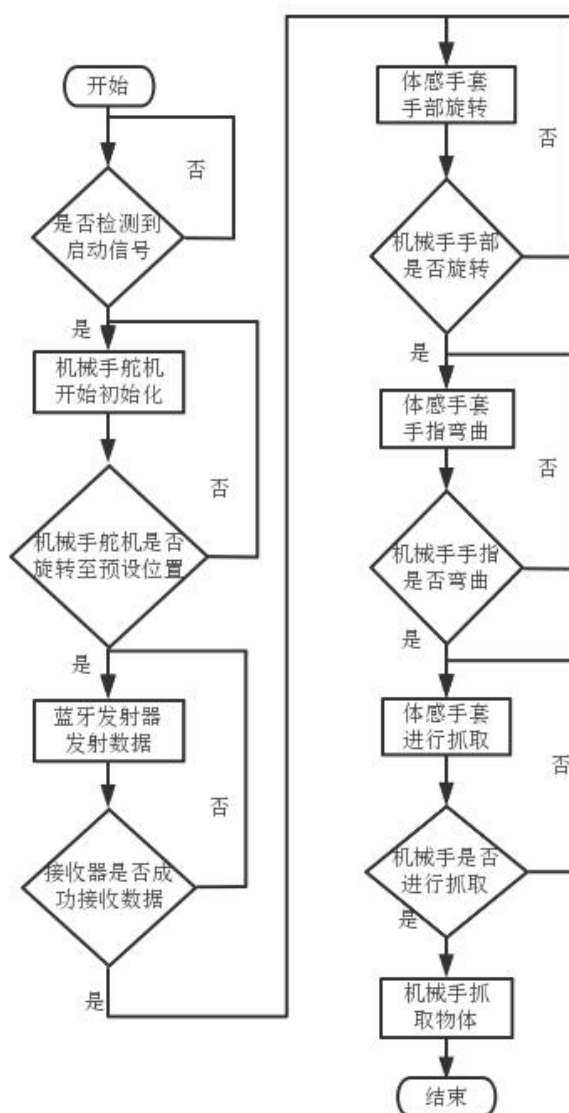 开始
否
是否检测到
启动信号
是
机械手舵机
开始初始化
否
机械手舵机是否
旋转至预设位置
是
蓝牙发射器
发射数据
否
接收器是否成
功接收数据
是
体感手套
手部旋转
否
机械手手部
是否旋转
是
体感手套
手指弯曲
否
机械手手指
是否弯曲
是
体感手套
进行抓取
否
机械手是否
进行抓取
是
机械手抓
取物体
结束